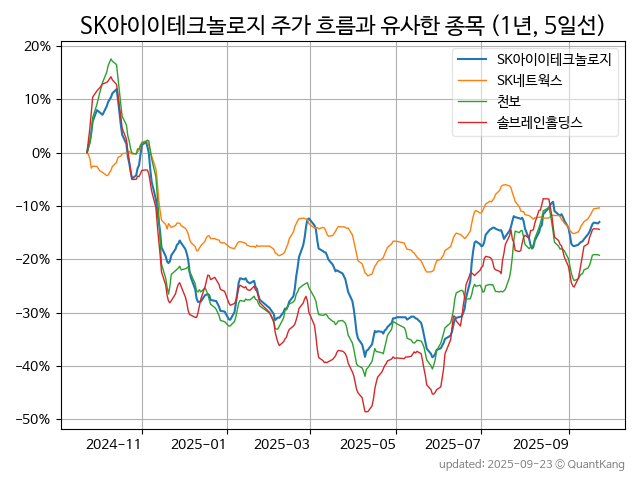 SK아이이테크놀로지 주가 흐름과 유사한 종목 (1년, 5일선)
20%
10%
0%
−10%
−20%
−30%
−40%
−50%
SK아이이테크놀로지
SK네트웍스
천보
솔브레인홀딩스
2024-11
2025-01
2025-03
2025-05
2025-07
2025-09
updated: 2025-09-23 © QuantKang